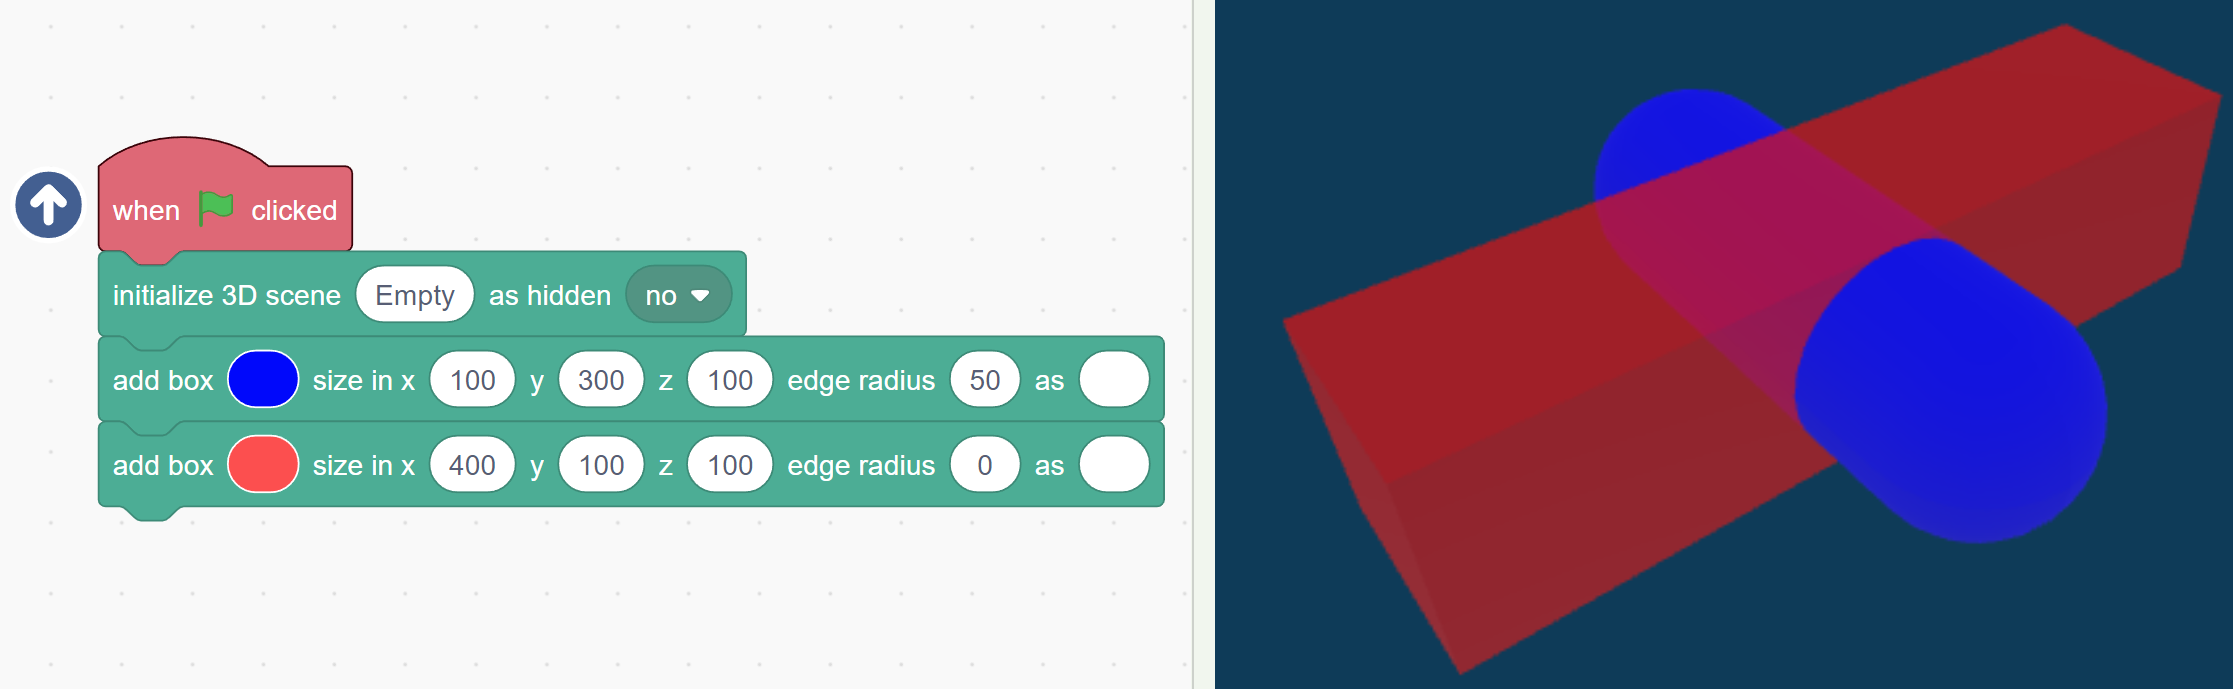 when clicked
initialize 3D scene Empty as hidden no
add box size in x 100 y 300 z 100 edge radius 50 as
add box size in x 400 y 100 z 100 edge radius 0 as